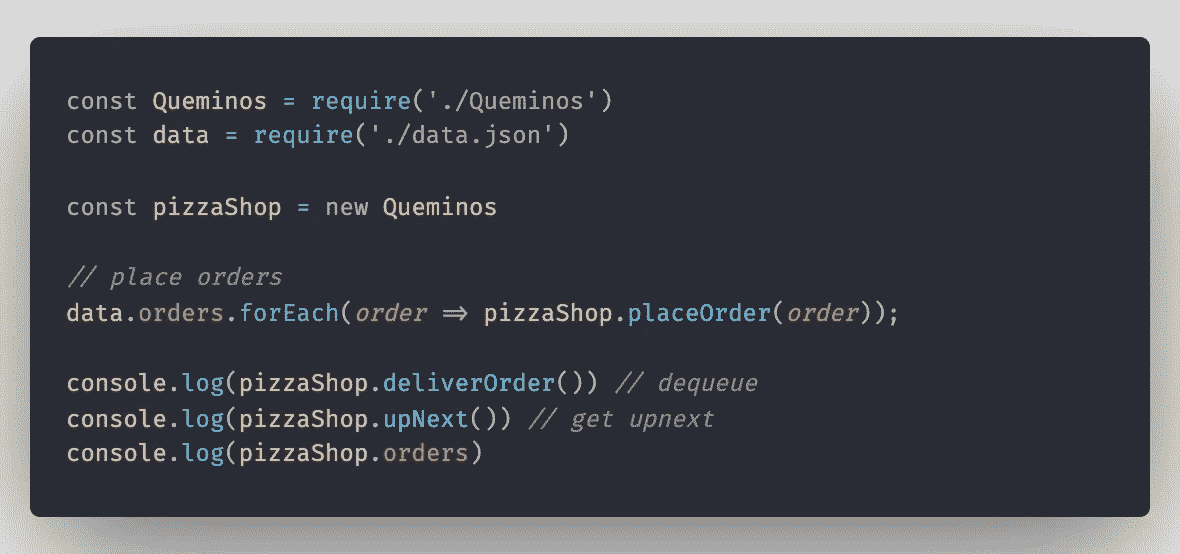 const Queminos = require('./Queminos')
const data = require('./data.json')
const pizzaShop = new Queminos
// place orders
data.orders.forEach(order => pizzaShop.placeOrder(order));
console.log(pizzaShop.deliverOrder()) // dequeue
console.log(pizzaShop.upNext()) // get upnext
console.log(pizzaShop.orders)